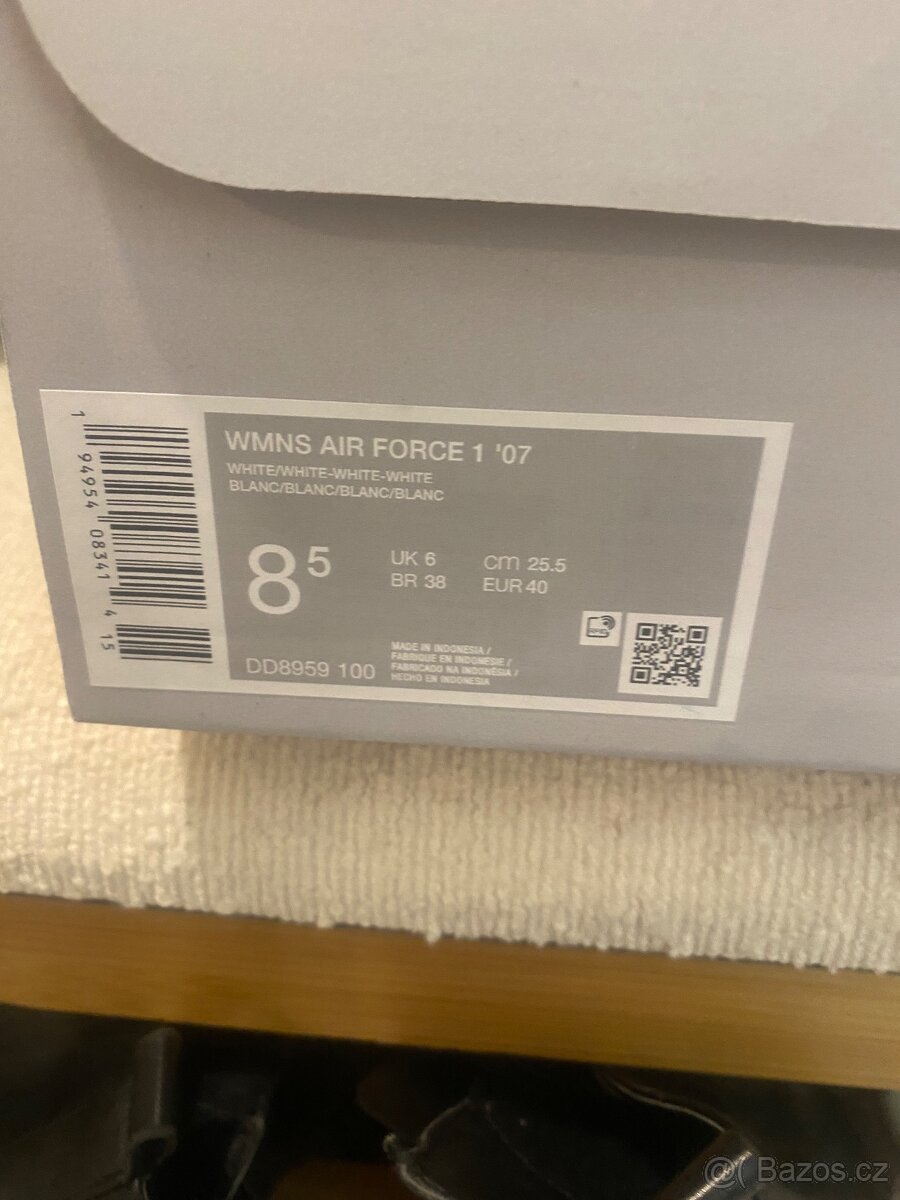 WMNS AIR FORCE 1 '07
WHITE/WHITE-WHITE-WHITE
BLANC/BLANC/BLANC/BLANC
8⁵
UK 6 cm 25.5
BR 38 EUR 40
DD8959 100
MADE IN INDONESIA /
FABRIQUE EN INDONESIE /
FABRICADO NA INDONÉSIA /
HECHO EN INDONESIA
RFID
1 94954 08341 4 15
@ Bazos.cz